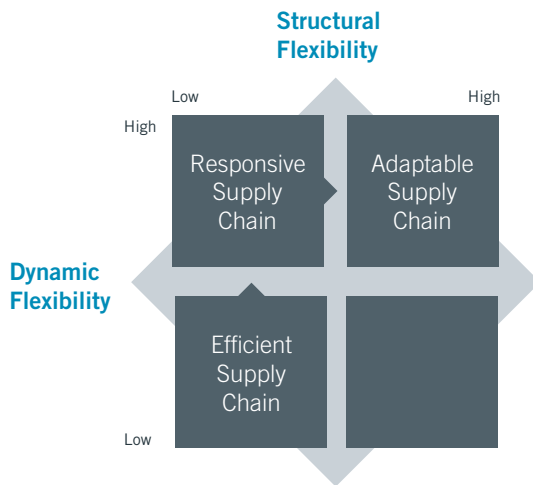 Structural
Flexibility
Low
High
High
Responsive
Supply
Chain
Adaptable
Supply
Chain
Dynamic
Flexibility
Efficient
Supply
Chain
Low